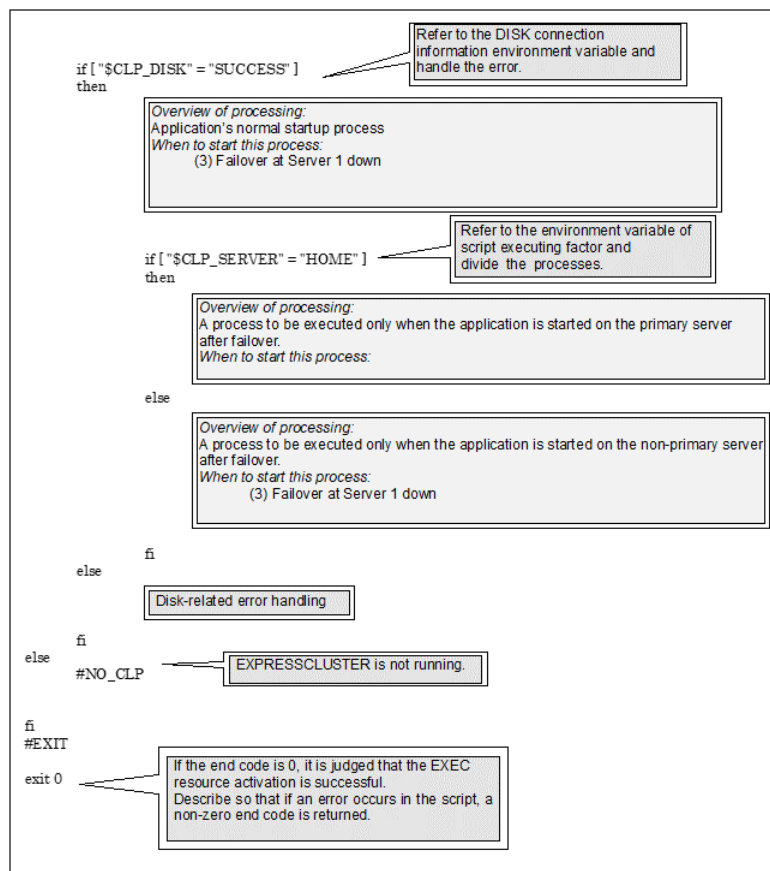 Refer to the DISK connection
information environment variable and
handle the error.
if [ "$CLP_DISK" = "SUCCESS" ]
then
Overview of processing:
Application's normal startup process
When to start this process:
(3) Failover at Server 1 down
Refer to the environment variable of
script executing factor and
divide the processes.
if ["$CLP_SERVER" = "HOME" ]
then
Overview of processing:
A process to be executed only when the application is started on the primary server
after failover.
When to start this process:
else
Overview of processing:
A process to be executed only when the application is started on the non-primary server
after failover.
When to start this process:
(3) Failover at Server 1 down
fi
else
Disk-related error handling
fi
else
EXPRESSCLUSTER is not running.
#NO_CLP
fi
#EXIT
exit 0
If the end code is 0, it is judged that the EXEC
resource activation is successful.
Describe so that if an error occurs in the script, a
non-zero end code is returned.